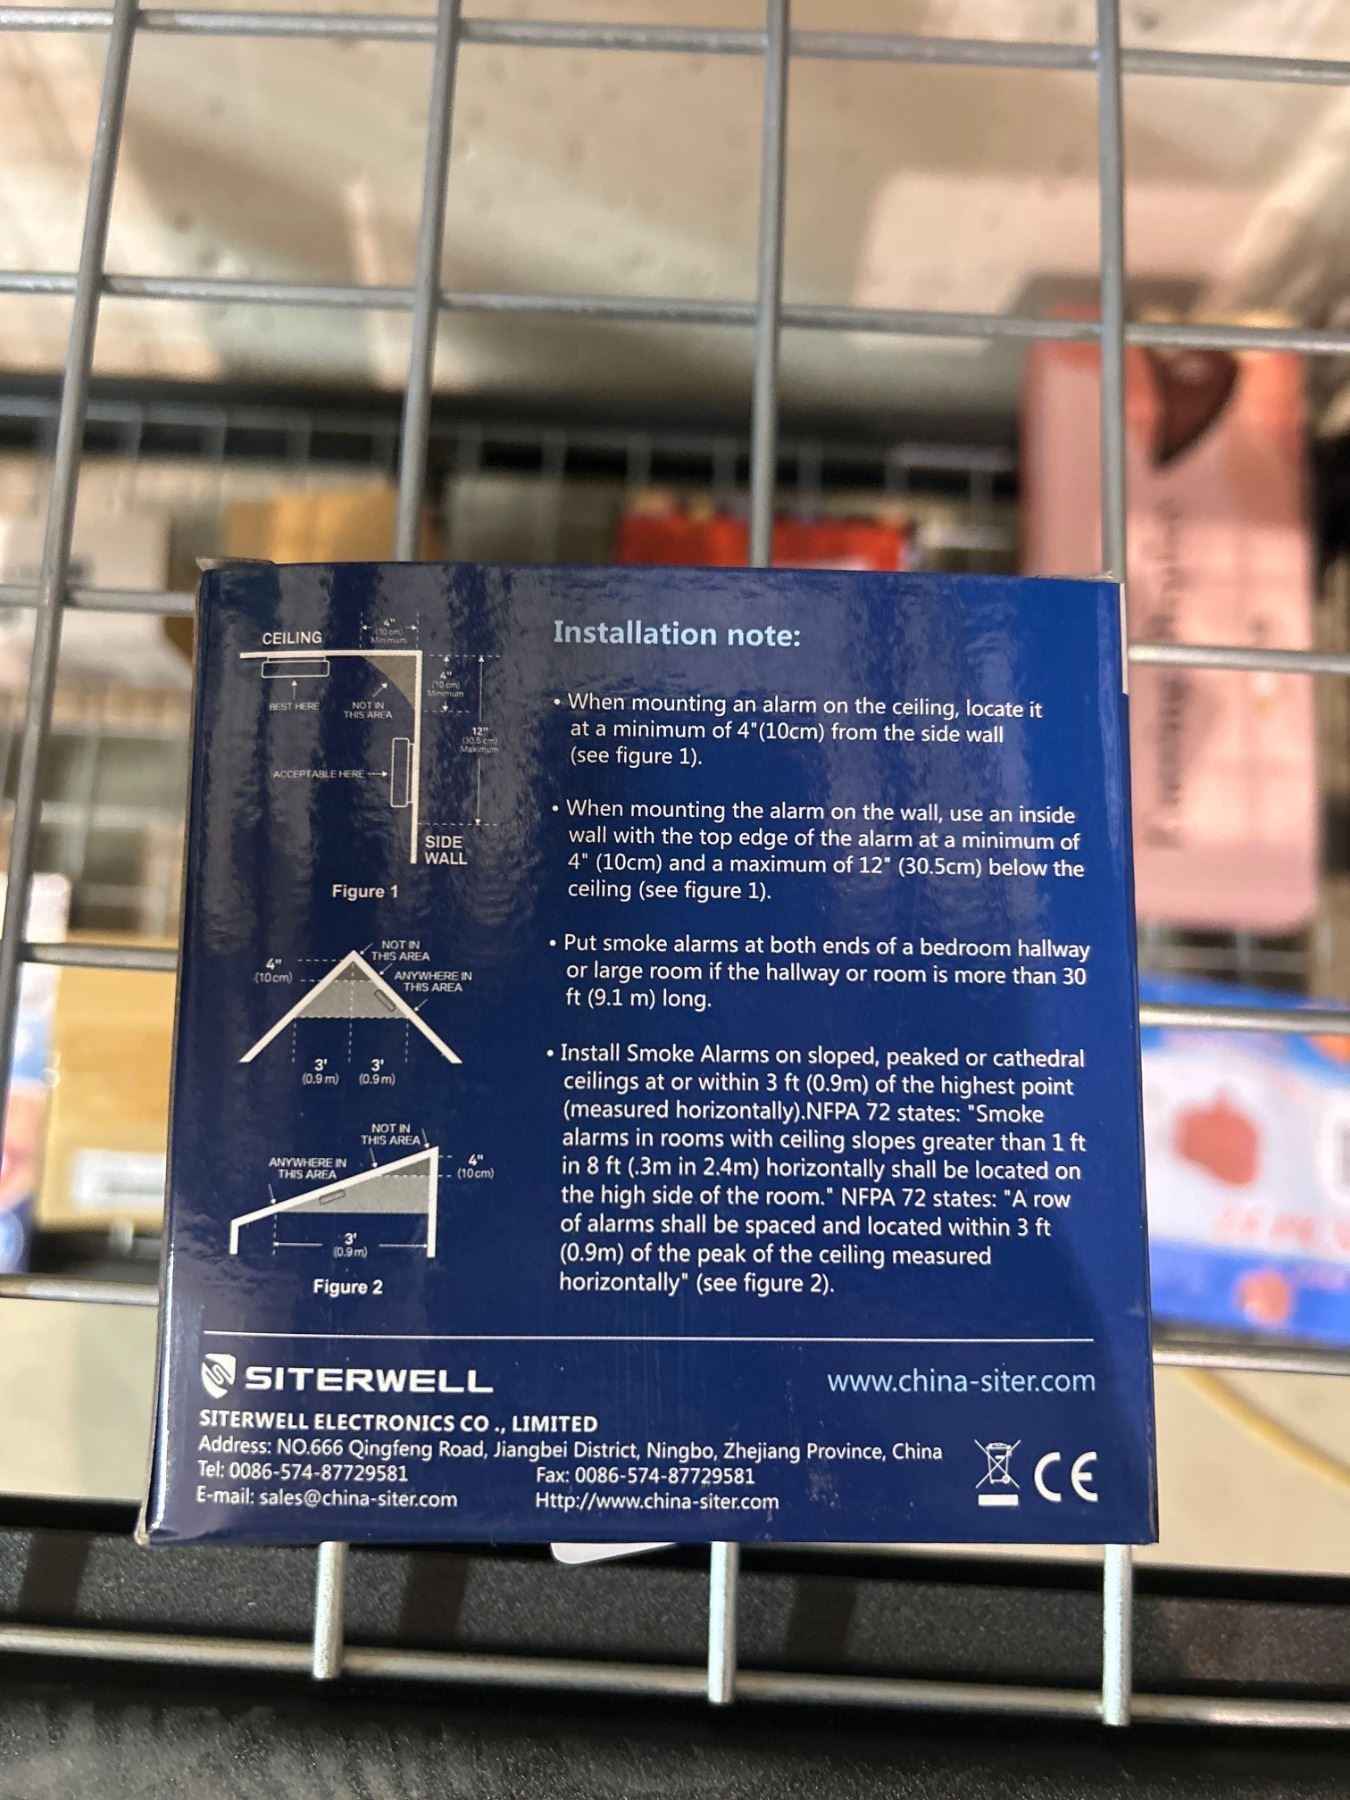 CEILING
4"
(10 cm)
Minimum
4"
(10 cm)
Minimum
BEST HERE
NOT IN
THIS AREA
12"
(30.5 cm)
Maximum
ACCEPTABLE HERE
SIDE
WALL
Figure 1
NOT IN
THIS AREA
4"
(10cm)
ANYWHERE IN
THIS AREA
3'
(0.9 m)
3'
(0.9 m)
NOT IN
THIS AREA
ANYWHERE IN
THIS AREA
4"
(10cm)
3'
(0.9 m)
Figure 2
Installation note:
• When mounting an alarm on the ceiling, locate it
at a minimum of 4"(10cm) from the side wall
(see figure 1).
• When mounting the alarm on the wall, use an inside
wall with the top edge of the alarm at a minimum of
4" (10cm) and a maximum of 12" (30.5cm) below the
ceiling (see figure 1).
• Put smoke alarms at both ends of a bedroom hallway
or large room if the hallway or room is more than 30
ft (9.1 m) long.
• Install Smoke Alarms on sloped, peaked or cathedral
ceilings at or within 3 ft (0.9m) of the highest point
(measured horizontally).NFPA 72 states: "Smoke
alarms in rooms with ceiling slopes greater than 1 ft
in 8 ft (.3m in 2.4m) horizontally shall be located on
the high side of the room." NFPA 72 states: "A row
of alarms shall be spaced and located within 3 ft
(0.9m) of the peak of the ceiling measured
horizontally" (see figure 2).
SITERWELL
www.china-siter.com
SITERWELL ELECTRONICS CO ., LIMITED
Address: NO.666 Qingfeng Road, Jiangbei District, Ningbo, Zhejiang Province, China
Tel: 0086-574-87729581 Fax: 0086-574-87729581
E-mail: sales@china-siter.com Http://www.china-siter.com
CE